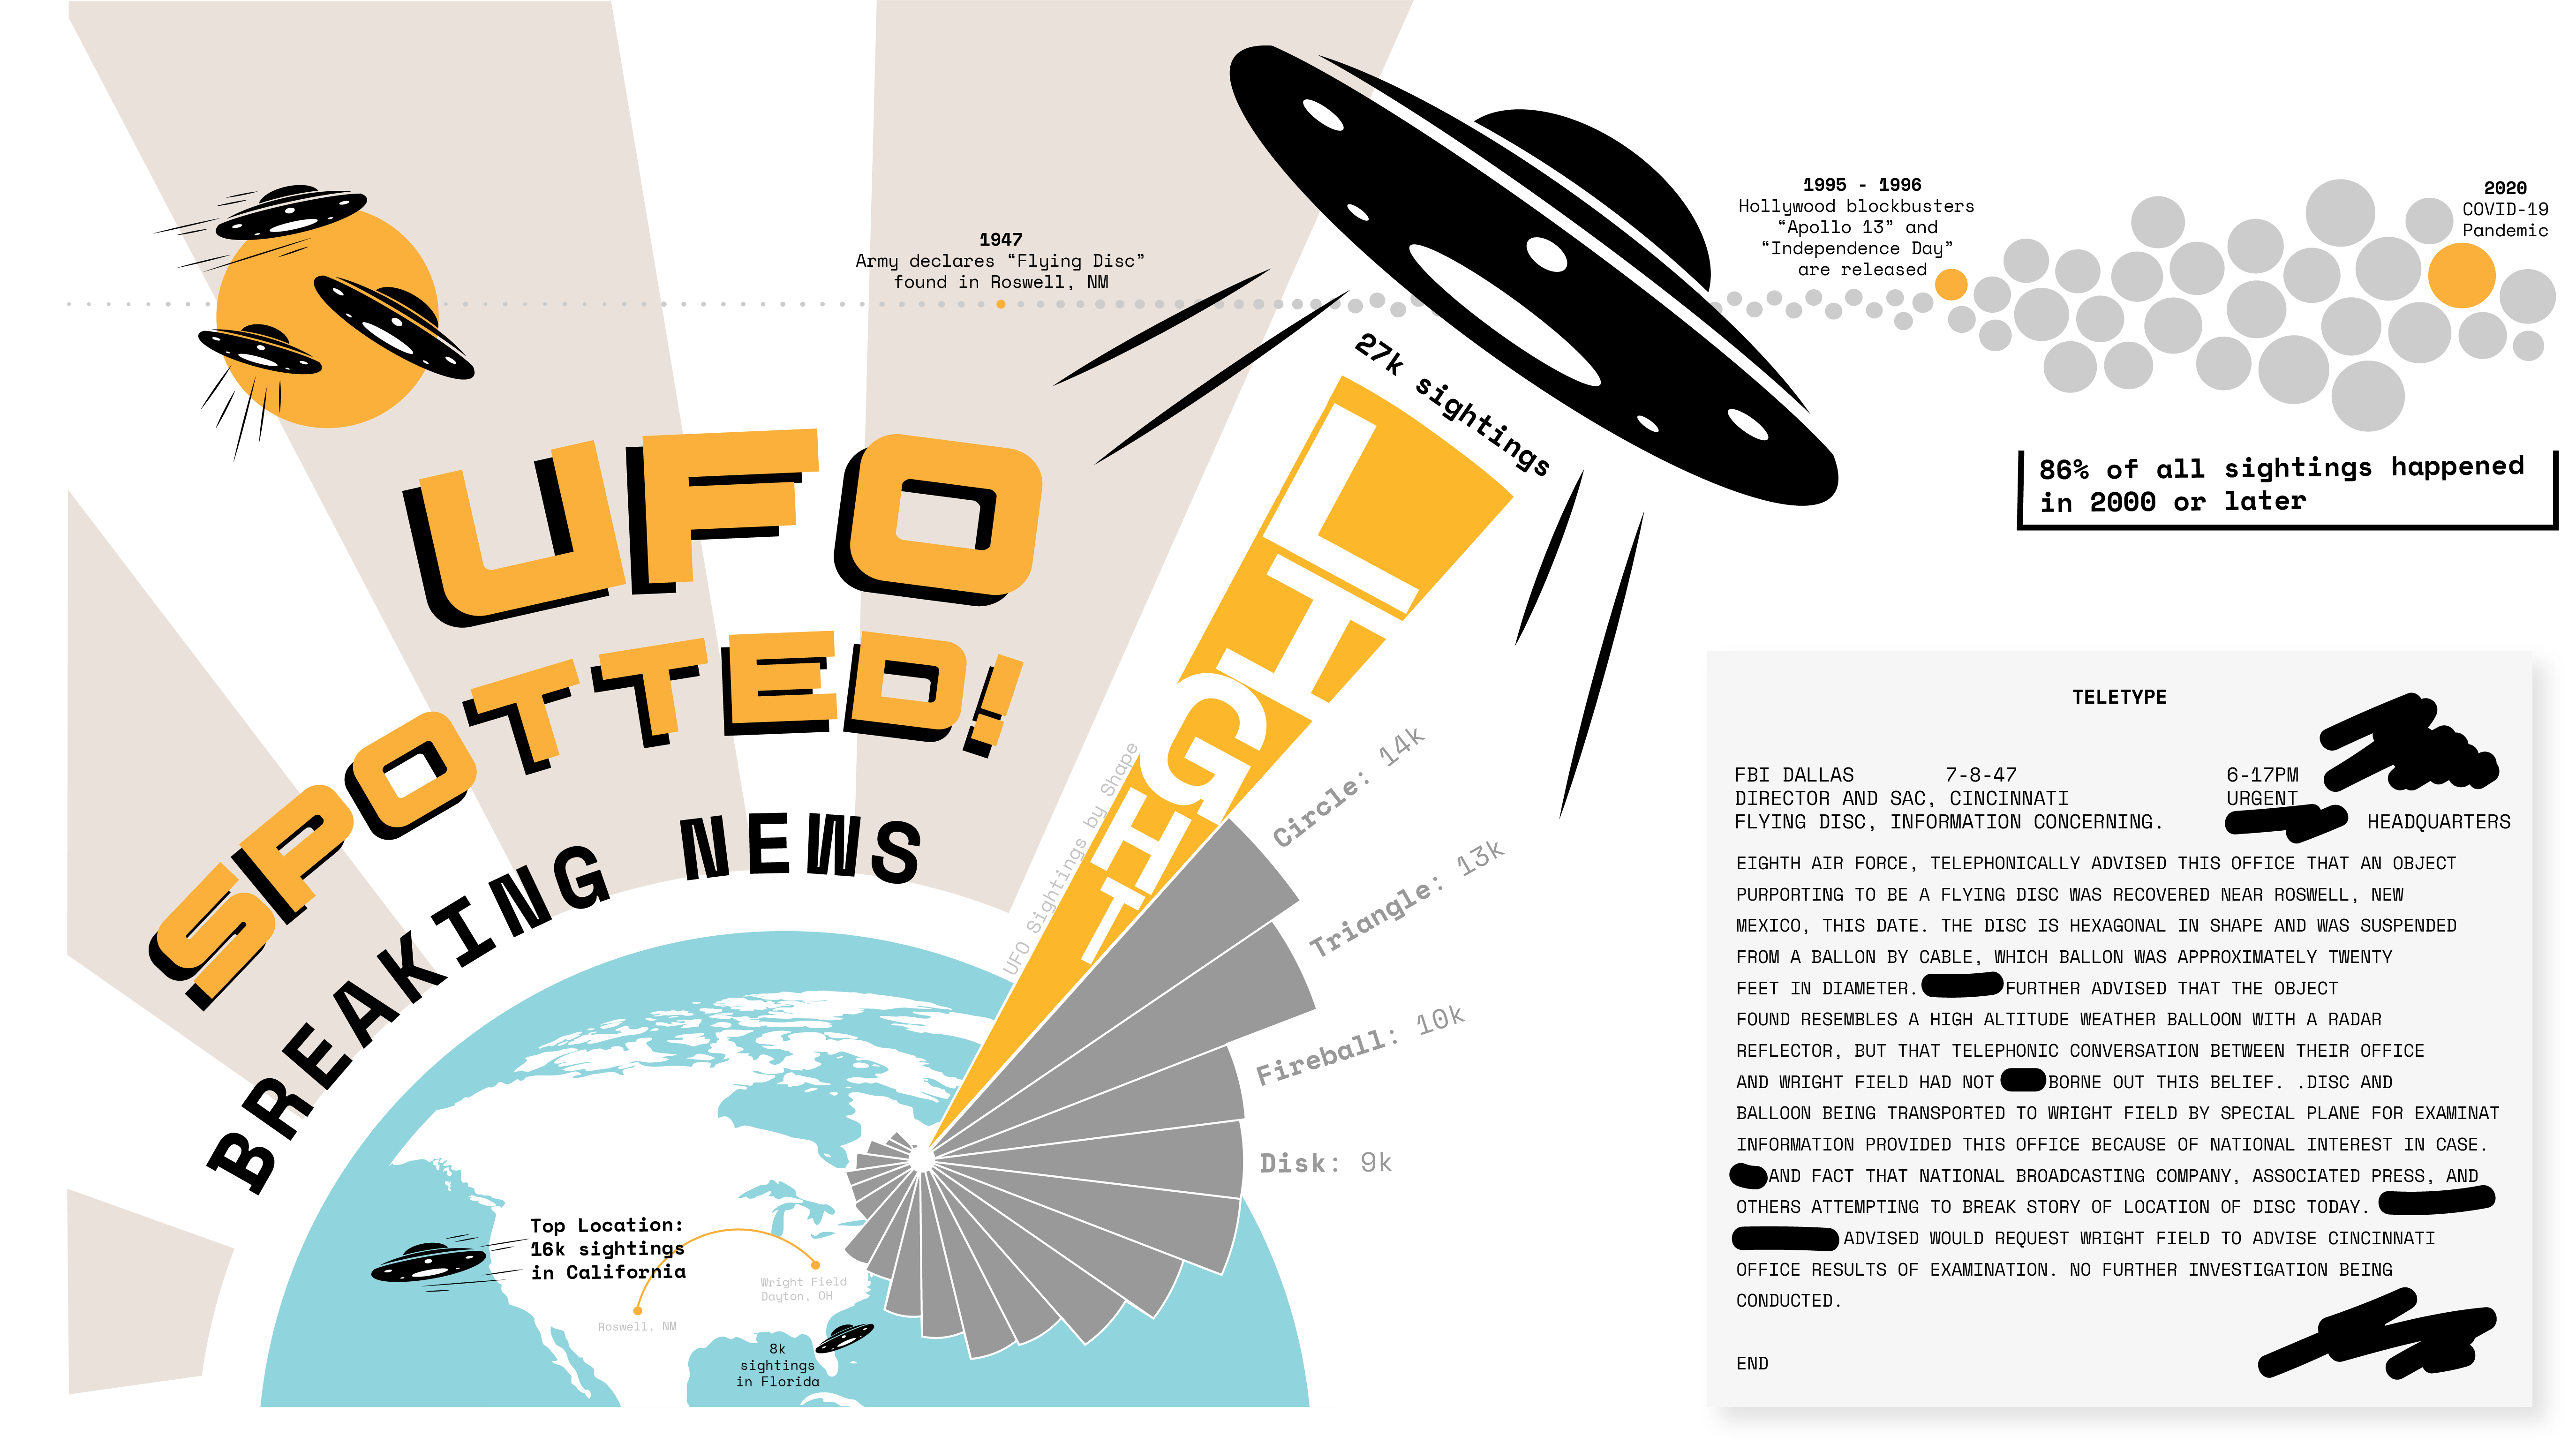 1947
Army declares “Flying Disc”
found in Roswell, NM
1995 - 1996
Hollywood blockbusters
“Apollo 13” and
“Independence Day”
are released
2020
COVID-19
Pandemic
86% of all sightings happened
in 2000 or later
UFO
SPOTTED!
BREAKING NEWS
27k sightings
LIGHT
UFO Sightings by Shape
Circle: 14k
Triangle: 13k
Fireball: 10k
Disk: 9k
Top Location:
16k sightings
in California
Wright Field
Dayton, OH
Roswell, NM
8k
sightings
in Florida
TELETYPE
FBI DALLAS 7-8-47 6-17PM
DIRECTOR AND SAC, CINCINNATI URGENT
FLYING DISC, INFORMATION CONCERNING. HEADQUARTERS
EIGHTH AIR FORCE, TELEPHONICALLY ADVISED THIS OFFICE THAT AN OBJECT
PURPORTING TO BE A FLYING DISC WAS RECOVERED NEAR ROSWELL, NEW
MEXICO, THIS DATE. THE DISC IS HEXAGONAL IN SHAPE AND WAS SUSPENDED
FROM A BALLON BY CABLE, WHICH BALLON WAS APPROXIMATELY TWENTY
FEET IN DIAMETER. FURTHER ADVISED THAT THE OBJECT
FOUND RESEMBLES A HIGH ALTITUDE WEATHER BALLOON WITH A RADAR
REFLECTOR, BUT THAT TELEPHONIC CONVERSATION BETWEEN THEIR OFFICE
AND WRIGHT FIELD HAD NOT BORNE OUT THIS BELIEF. .DISC AND
BALLOON BEING TRANSPORTED TO WRIGHT FIELD BY SPECIAL PLANE FOR EXAMINAT
INFORMATION PROVIDED THIS OFFICE BECAUSE OF NATIONAL INTEREST IN CASE.
AND FACT THAT NATIONAL BROADCASTING COMPANY, ASSOCIATED PRESS, AND
OTHERS ATTEMPTING TO BREAK STORY OF LOCATION OF DISC TODAY.
ADVISED WOULD REQUEST WRIGHT FIELD TO ADVISE CINCINNATI
OFFICE RESULTS OF EXAMINATION. NO FURTHER INVESTIGATION BEING
CONDUCTED.
END